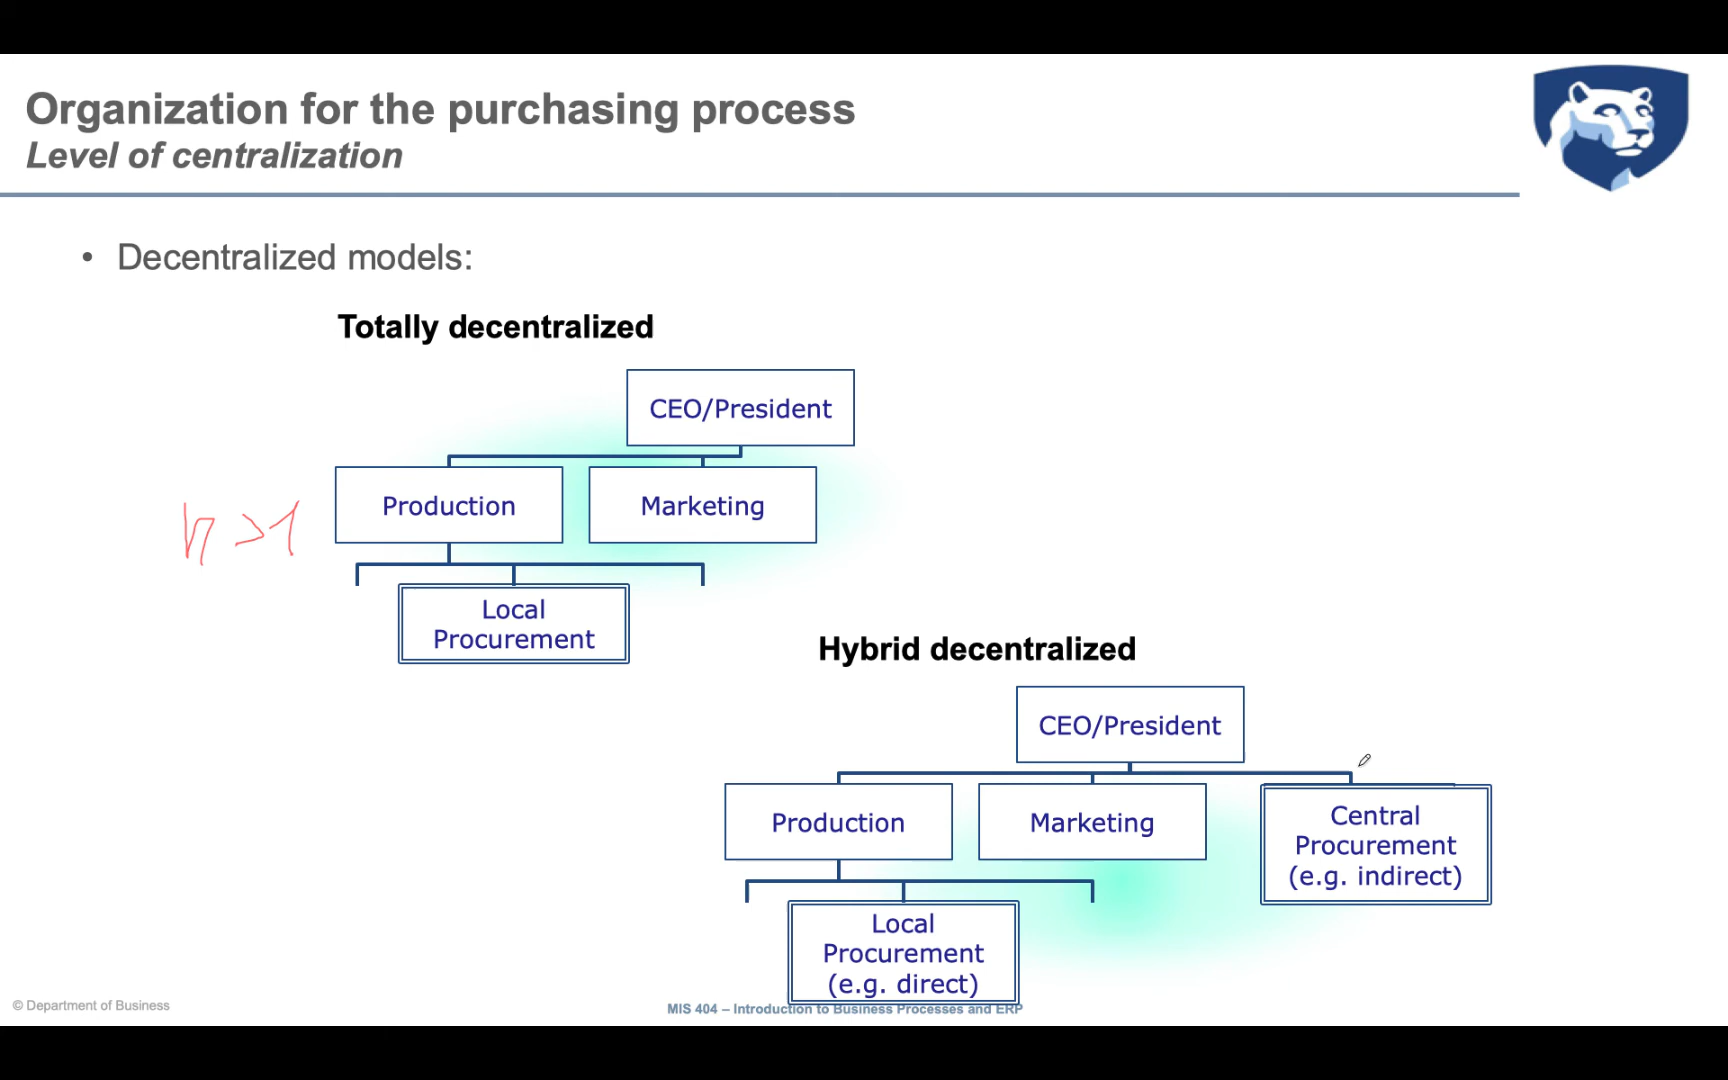 Organization for the purchasing process
Level of centralization
• Decentralized models:
Totally decentralized
CEO/President
Production
Marketing
n >1
Local
Procurement
Hybrid decentralized
CEO/President
Production
Marketing
Central
Procurement
(e.g. indirect)
Local
Procurement
(e.g. direct)
© Department of Business
MIS 404 – Introduction to Business Processes and ERP